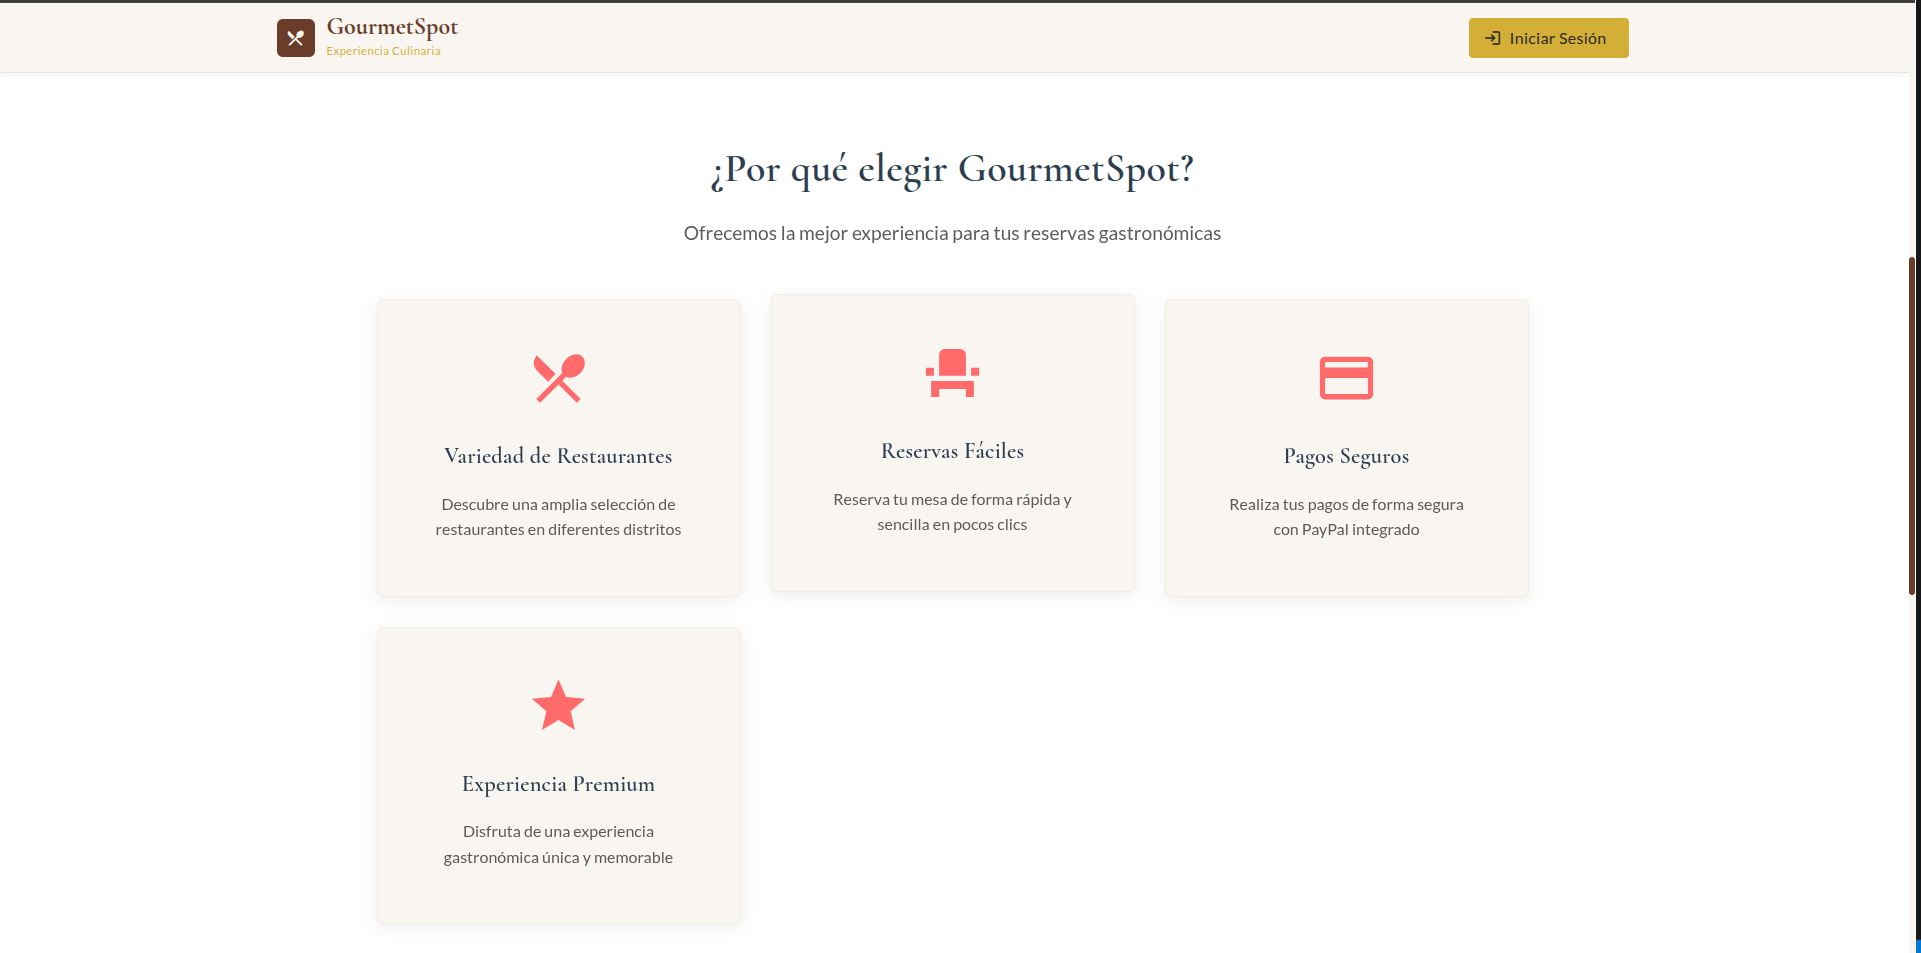 GourmetSpot
Experiencia Culinaria
Iniciar Sesión
¿Por qué elegir GourmetSpot?
Ofrecemos la mejor experiencia para tus reservas gastronómicas
Variedad de Restaurantes
Descubre una amplia selección de
restaurantes en diferentes distritos
Reservas Fáciles
Reserva tu mesa de forma rápida y
sencilla en pocos clics
Pagos Seguros
Realiza tus pagos de forma segura
con PayPal integrado
Experiencia Premium
Disfruta de una experiencia
gastronómica única y memorable